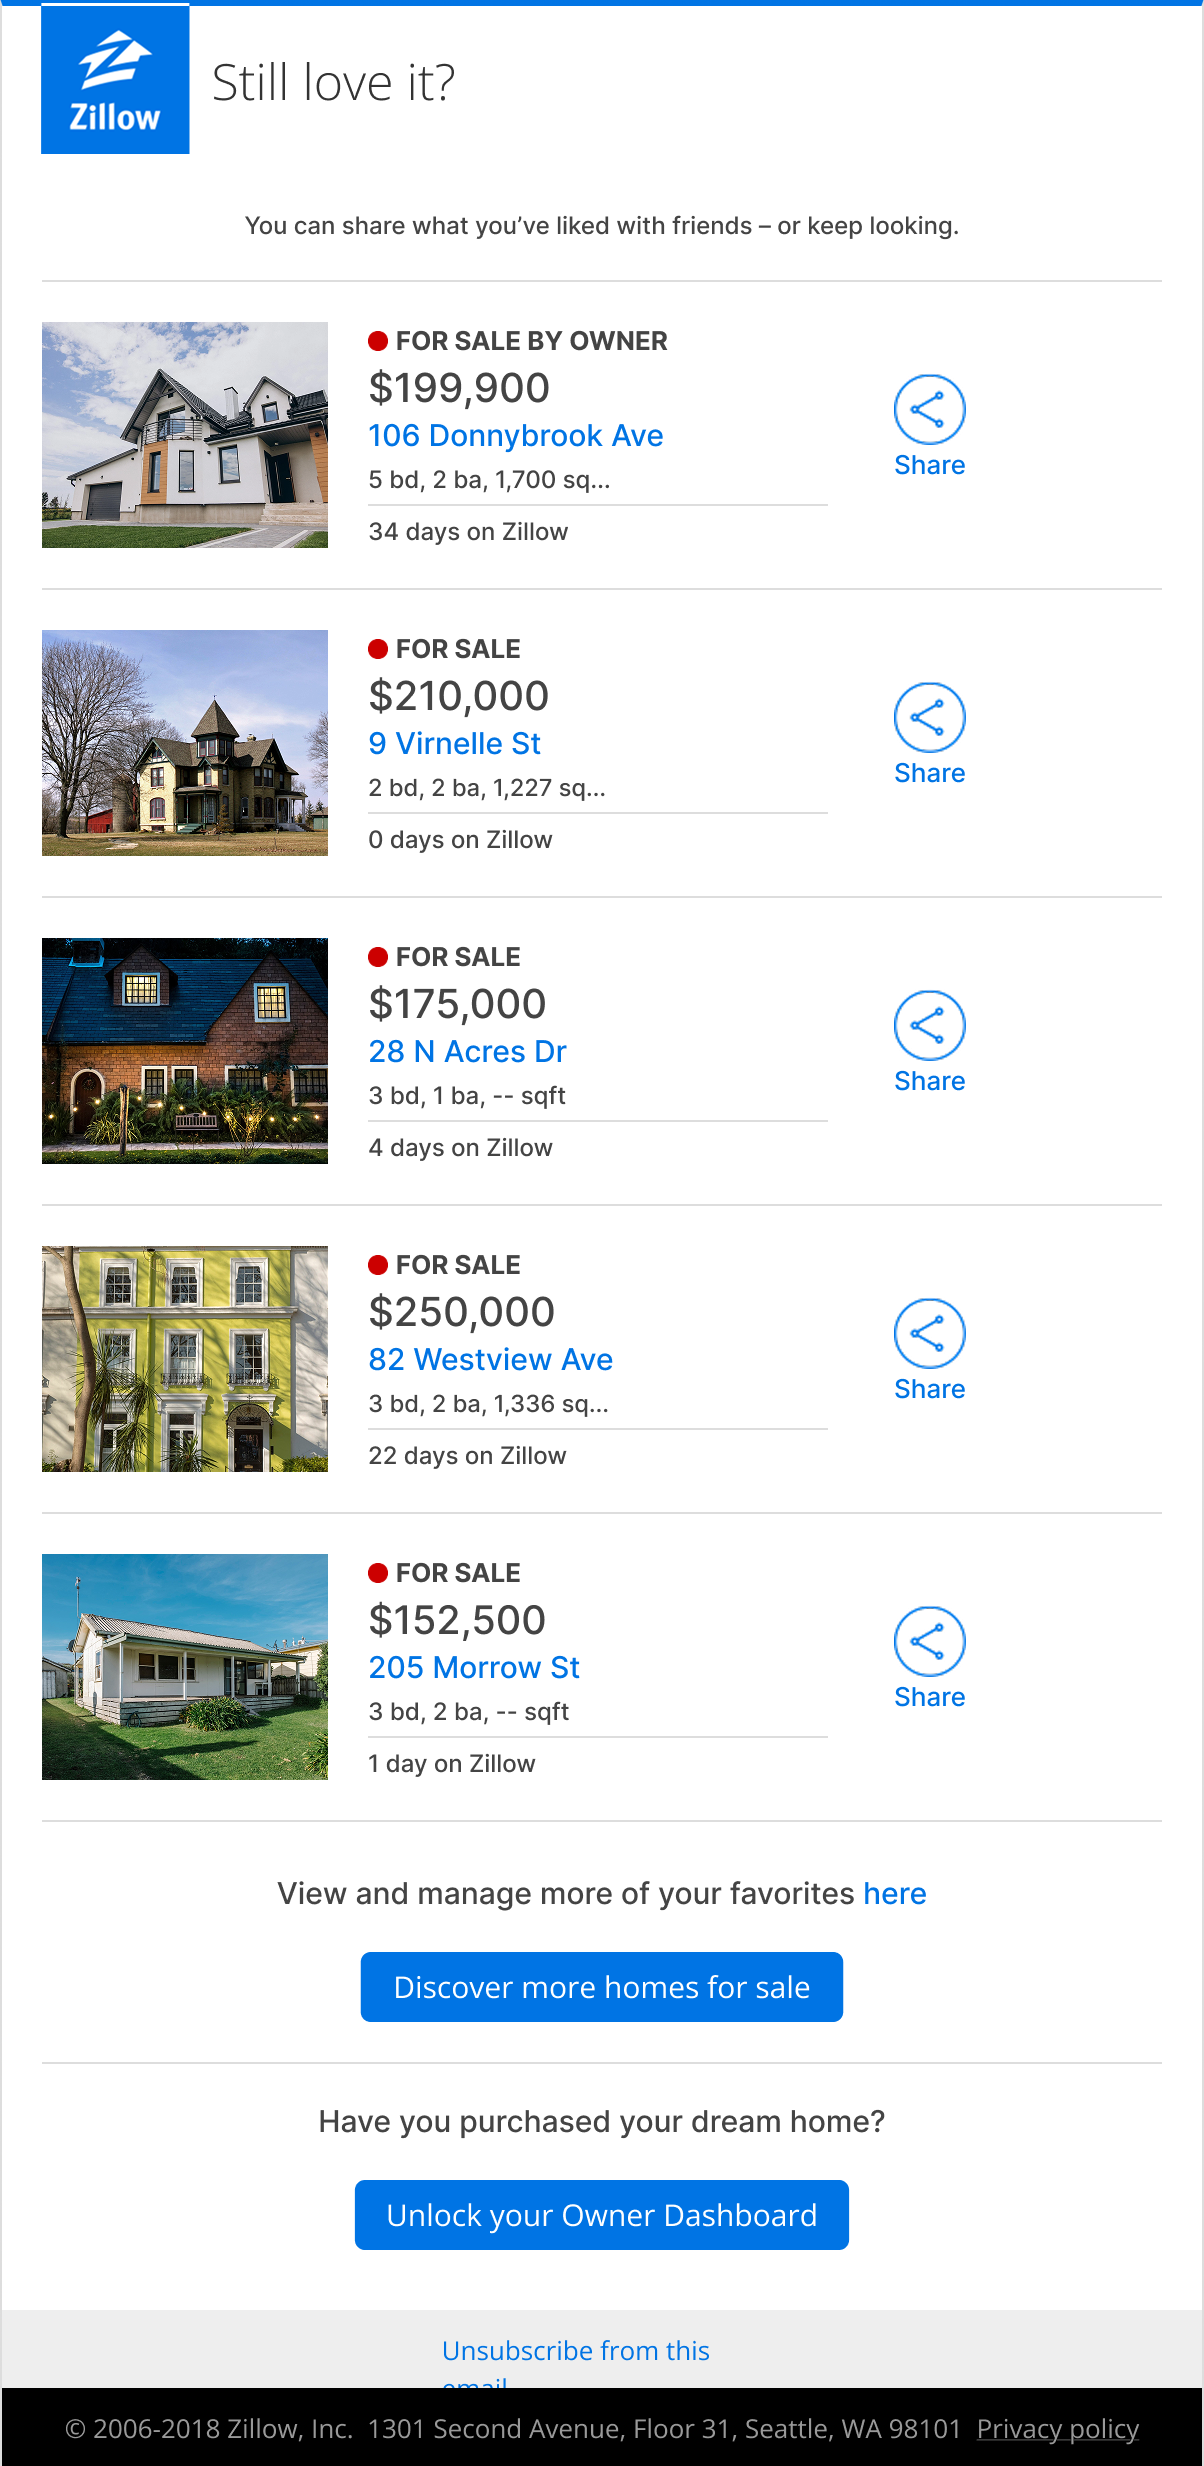 Zillow
Still love it?
You can share what you’ve liked with friends – or keep looking.
FOR SALE BY OWNER
$199,900
106 Donnybrook Ave
5 bd, 2 ba, 1,700 sq...
34 days on Zillow
Share
FOR SALE
$210,000
9 Virnelle St
2 bd, 2 ba, 1,227 sq...
0 days on Zillow
Share
FOR SALE
$175,000
28 N Acres Dr
3 bd, 1 ba, -- sqft
4 days on Zillow
Share
FOR SALE
$250,000
82 Westview Ave
3 bd, 2 ba, 1,336 sq...
22 days on Zillow
Share
FOR SALE
$152,500
205 Morrow St
3 bd, 2 ba, -- sqft
1 day on Zillow
Share
View and manage more of your favorites here
Discover more homes for sale
Have you purchased your dream home?
Unlock your Owner Dashboard
Unsubscribe from this
email
© 2006-2018 Zillow, Inc. 1301 Second Avenue, Floor 31, Seattle, WA 98101 Privacy policy